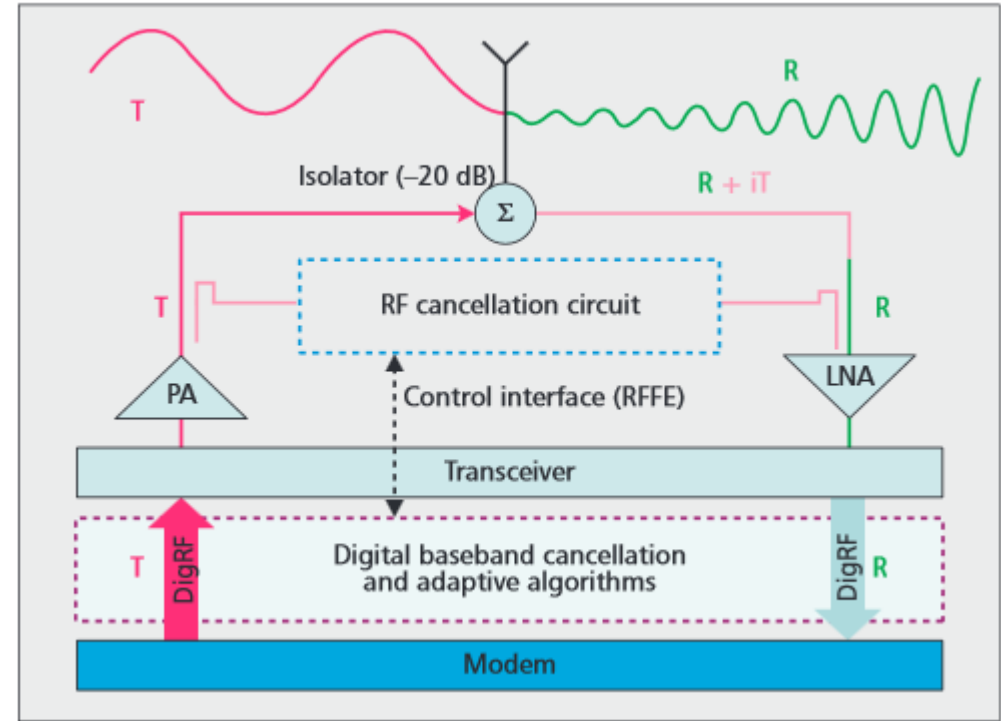 T
R
Isolator (–20 dB)
R + iT
Σ
T
RF cancellation circuit
R
PA
Control interface (RFFE)
LNA
Transceiver
T
DigRF
Digital baseband cancellation
and adaptive algorithms
DigRF
R
Modem